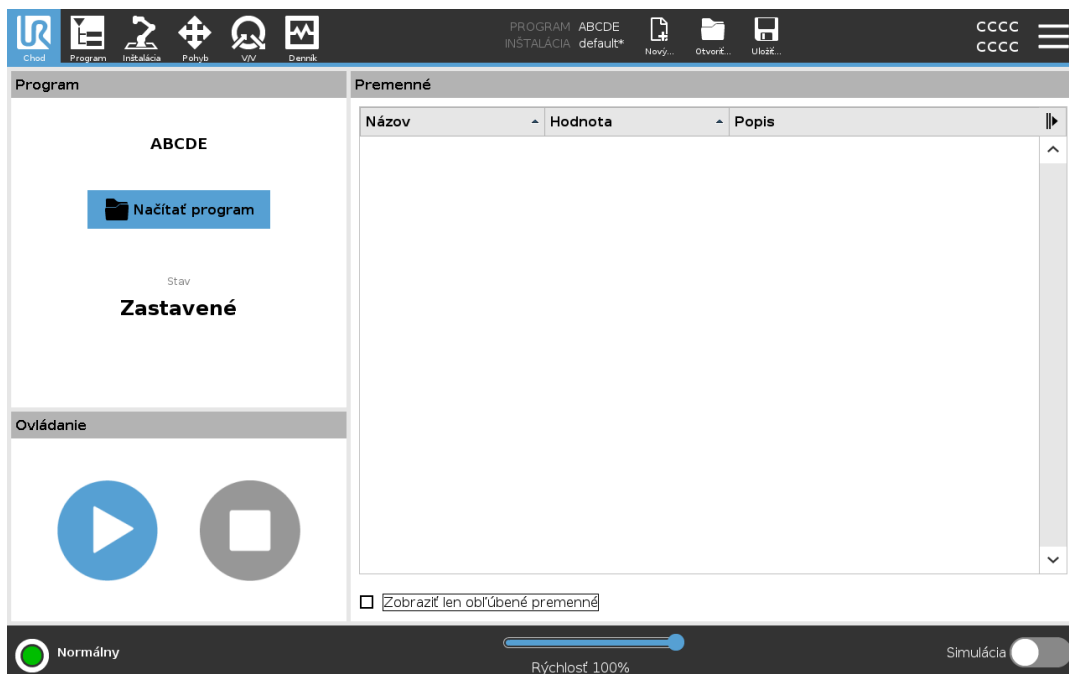 Chod
Program
Inštalácia
Pohyb
V/V
Denník
PROGRAM ABCDE
INŠTALÁCIA default*
Nový...
Otvoriť...
Uložiť...
CCCC
CCCC
Program
ABCDE
Načítať program
Stav
Zastavené
Ovládanie
Premenné
Názov Hodnota Popis
Zobraziť len obľúbené premenné
Normálny
Rýchlosť 100%
Simulácia